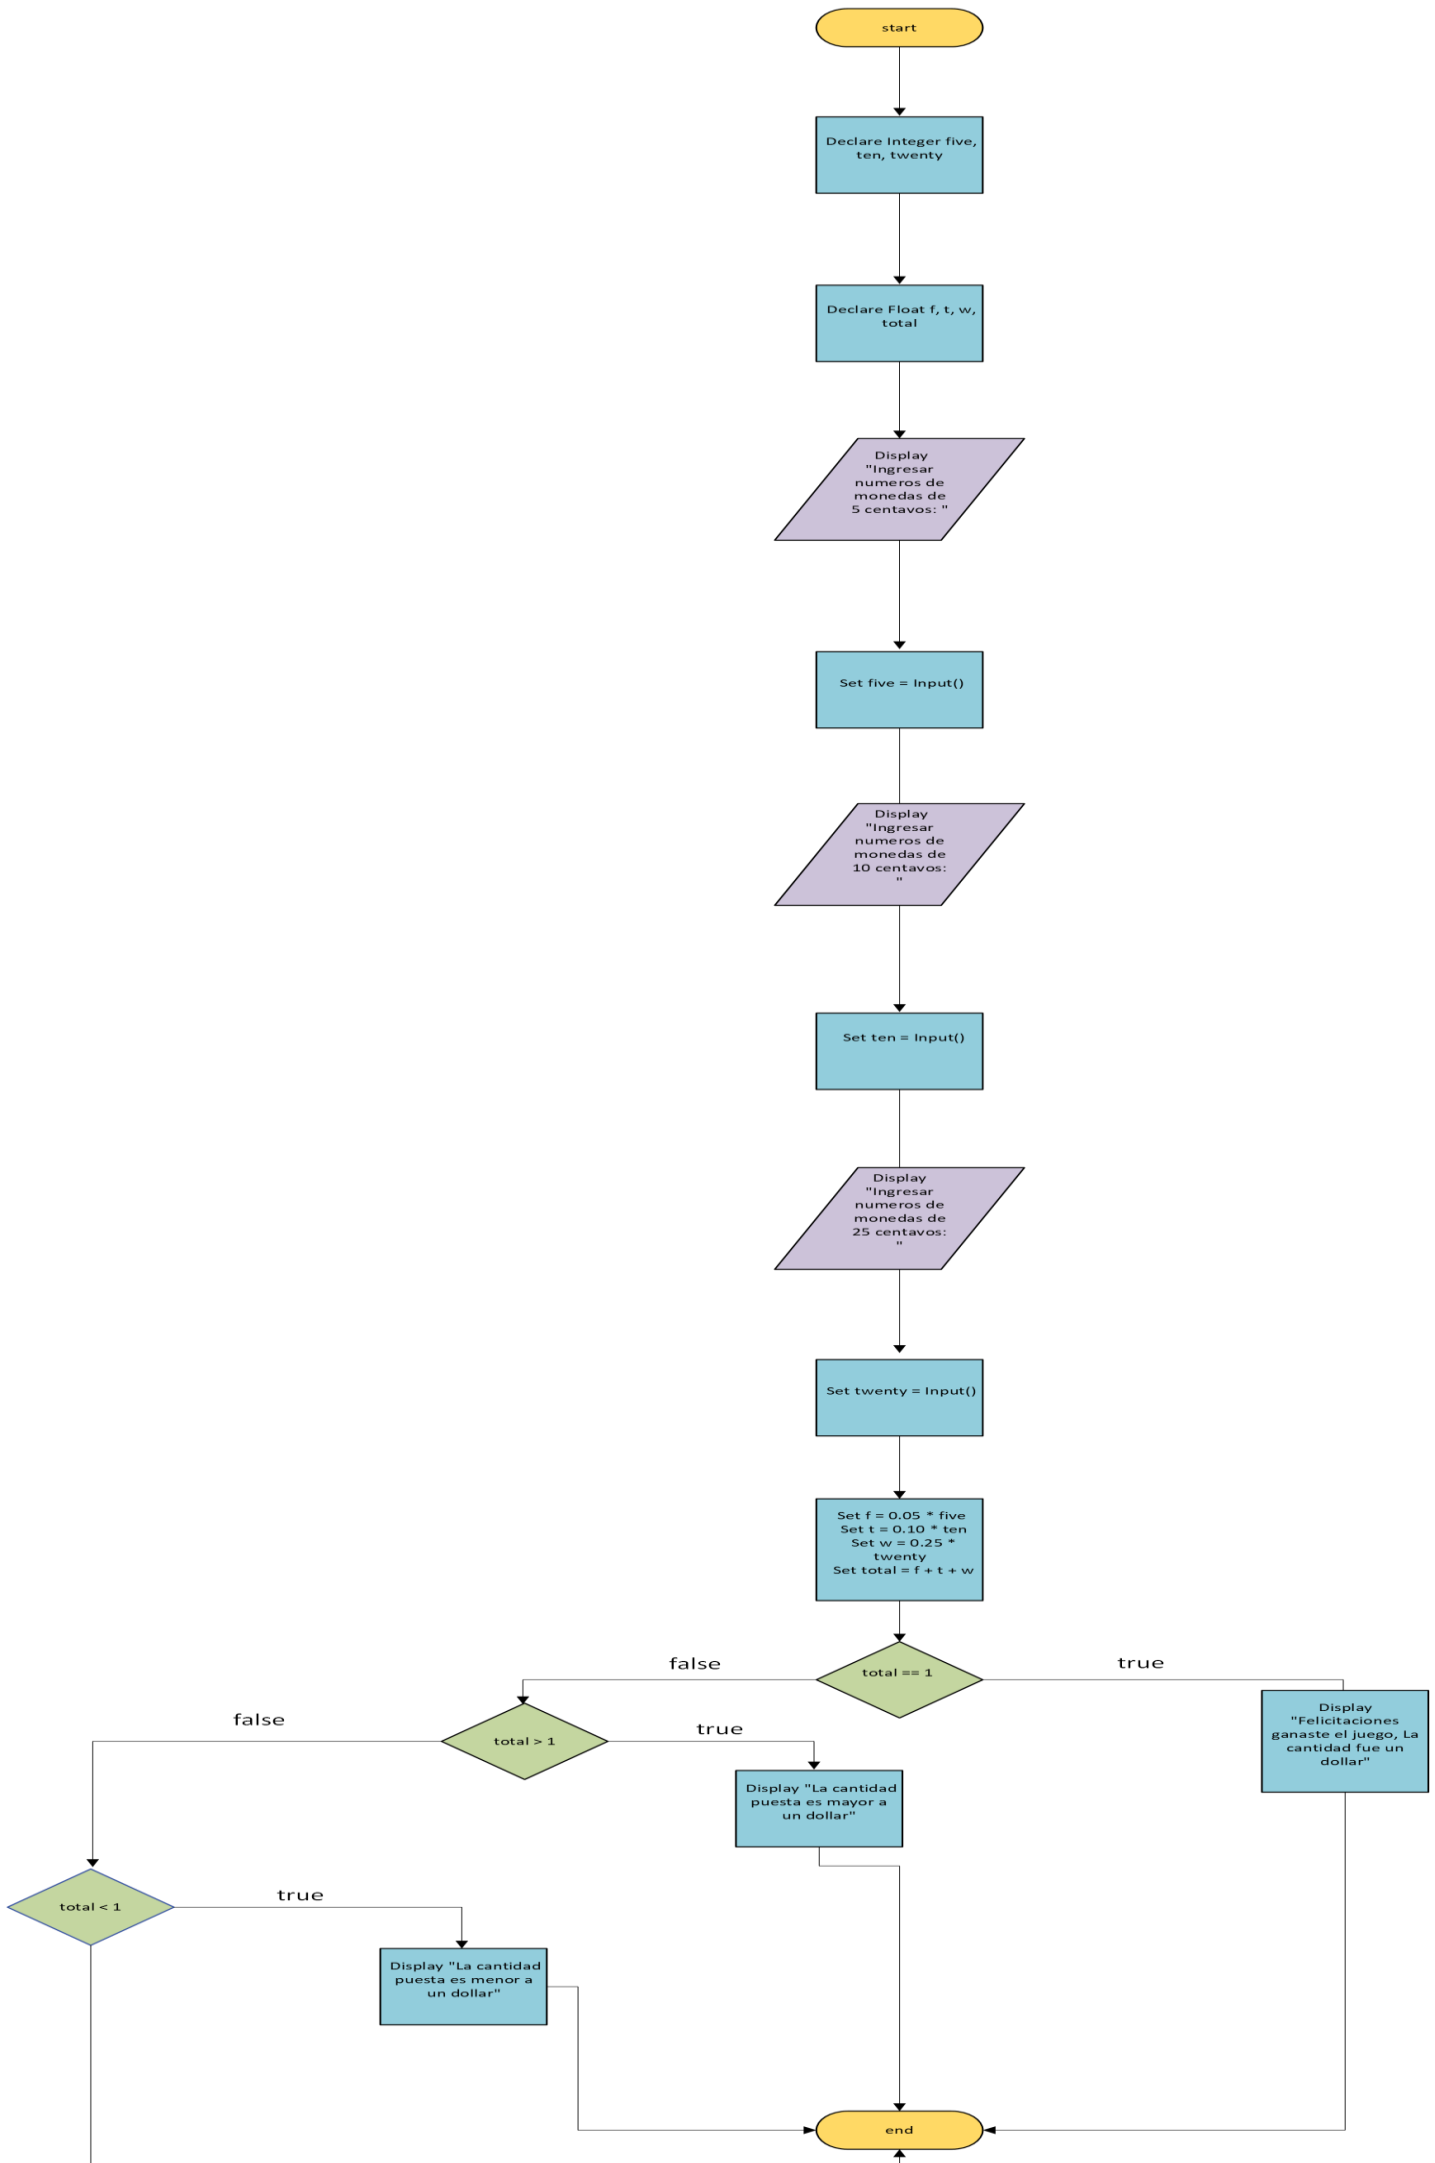 start
Declare Integer five,
ten, twenty
Declare Float f, t, w,
total
Display
"Ingresar
numeros de
monedas de
5 centavos: "
Set five = Input()
Display
"Ingresar
numeros de
monedas de
10 centavos:
"
Set ten = Input()
Display
"Ingresar
numeros de
monedas de
25 centavos:
"
Set twenty = Input()
Set f = 0.05 * five
Set t = 0.10 * ten
Set w = 0.25 *
twenty
Set total = f + t + w
total == 1
false
true
Display
"Felicitaciones
ganaste el juego, La
cantidad fue un
dollar"
total > 1
false
true
Display "La cantidad
puesta es mayor a
un dollar"
total < 1
true
Display "La cantidad
puesta es menor a
un dollar"
end